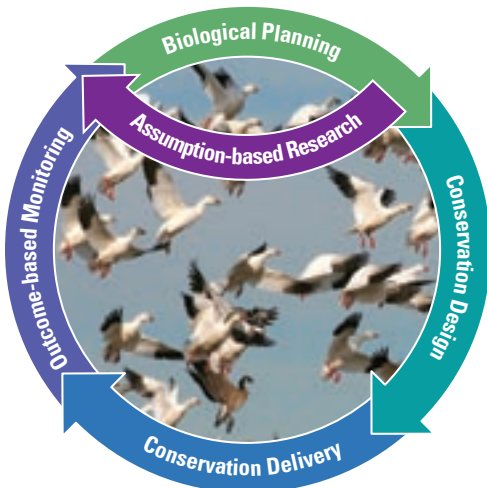 Biological Planning
Assumption-based Research
Conservation Design
Conservation Delivery
Outcome-based Monitoring